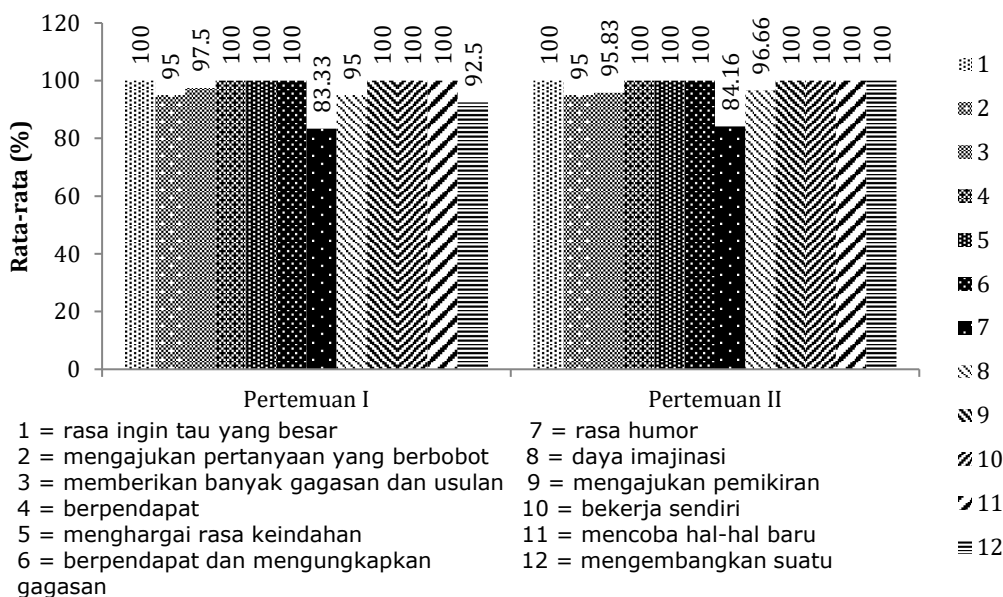 120
100
80
60
40
20
0
Rata-rata (%)
100 95 97.5 100 100 100 83.33 95 100 100 100 92.5
100 95 95.83 100 100 100 84.16 96.66 100 100 100 100
Pertemuan I Pertemuan II
1
2
3
4
5
6
7
8
9
10
11
12
1 = rasa ingin tau yang besar
2 = mengajukan pertanyaan yang berbobot
3 = memberikan banyak gagasan dan usulan
4 = berpendapat
5 = menghargai rasa keindahan
6 = berpendapat dan mengungkapkan
gagasan
7 = rasa humor
8 = daya imajinasi
9 = mengajukan pemikiran
10 = bekerja sendiri
11 = mencoba hal-hal baru
12 = mengembangkan suatu